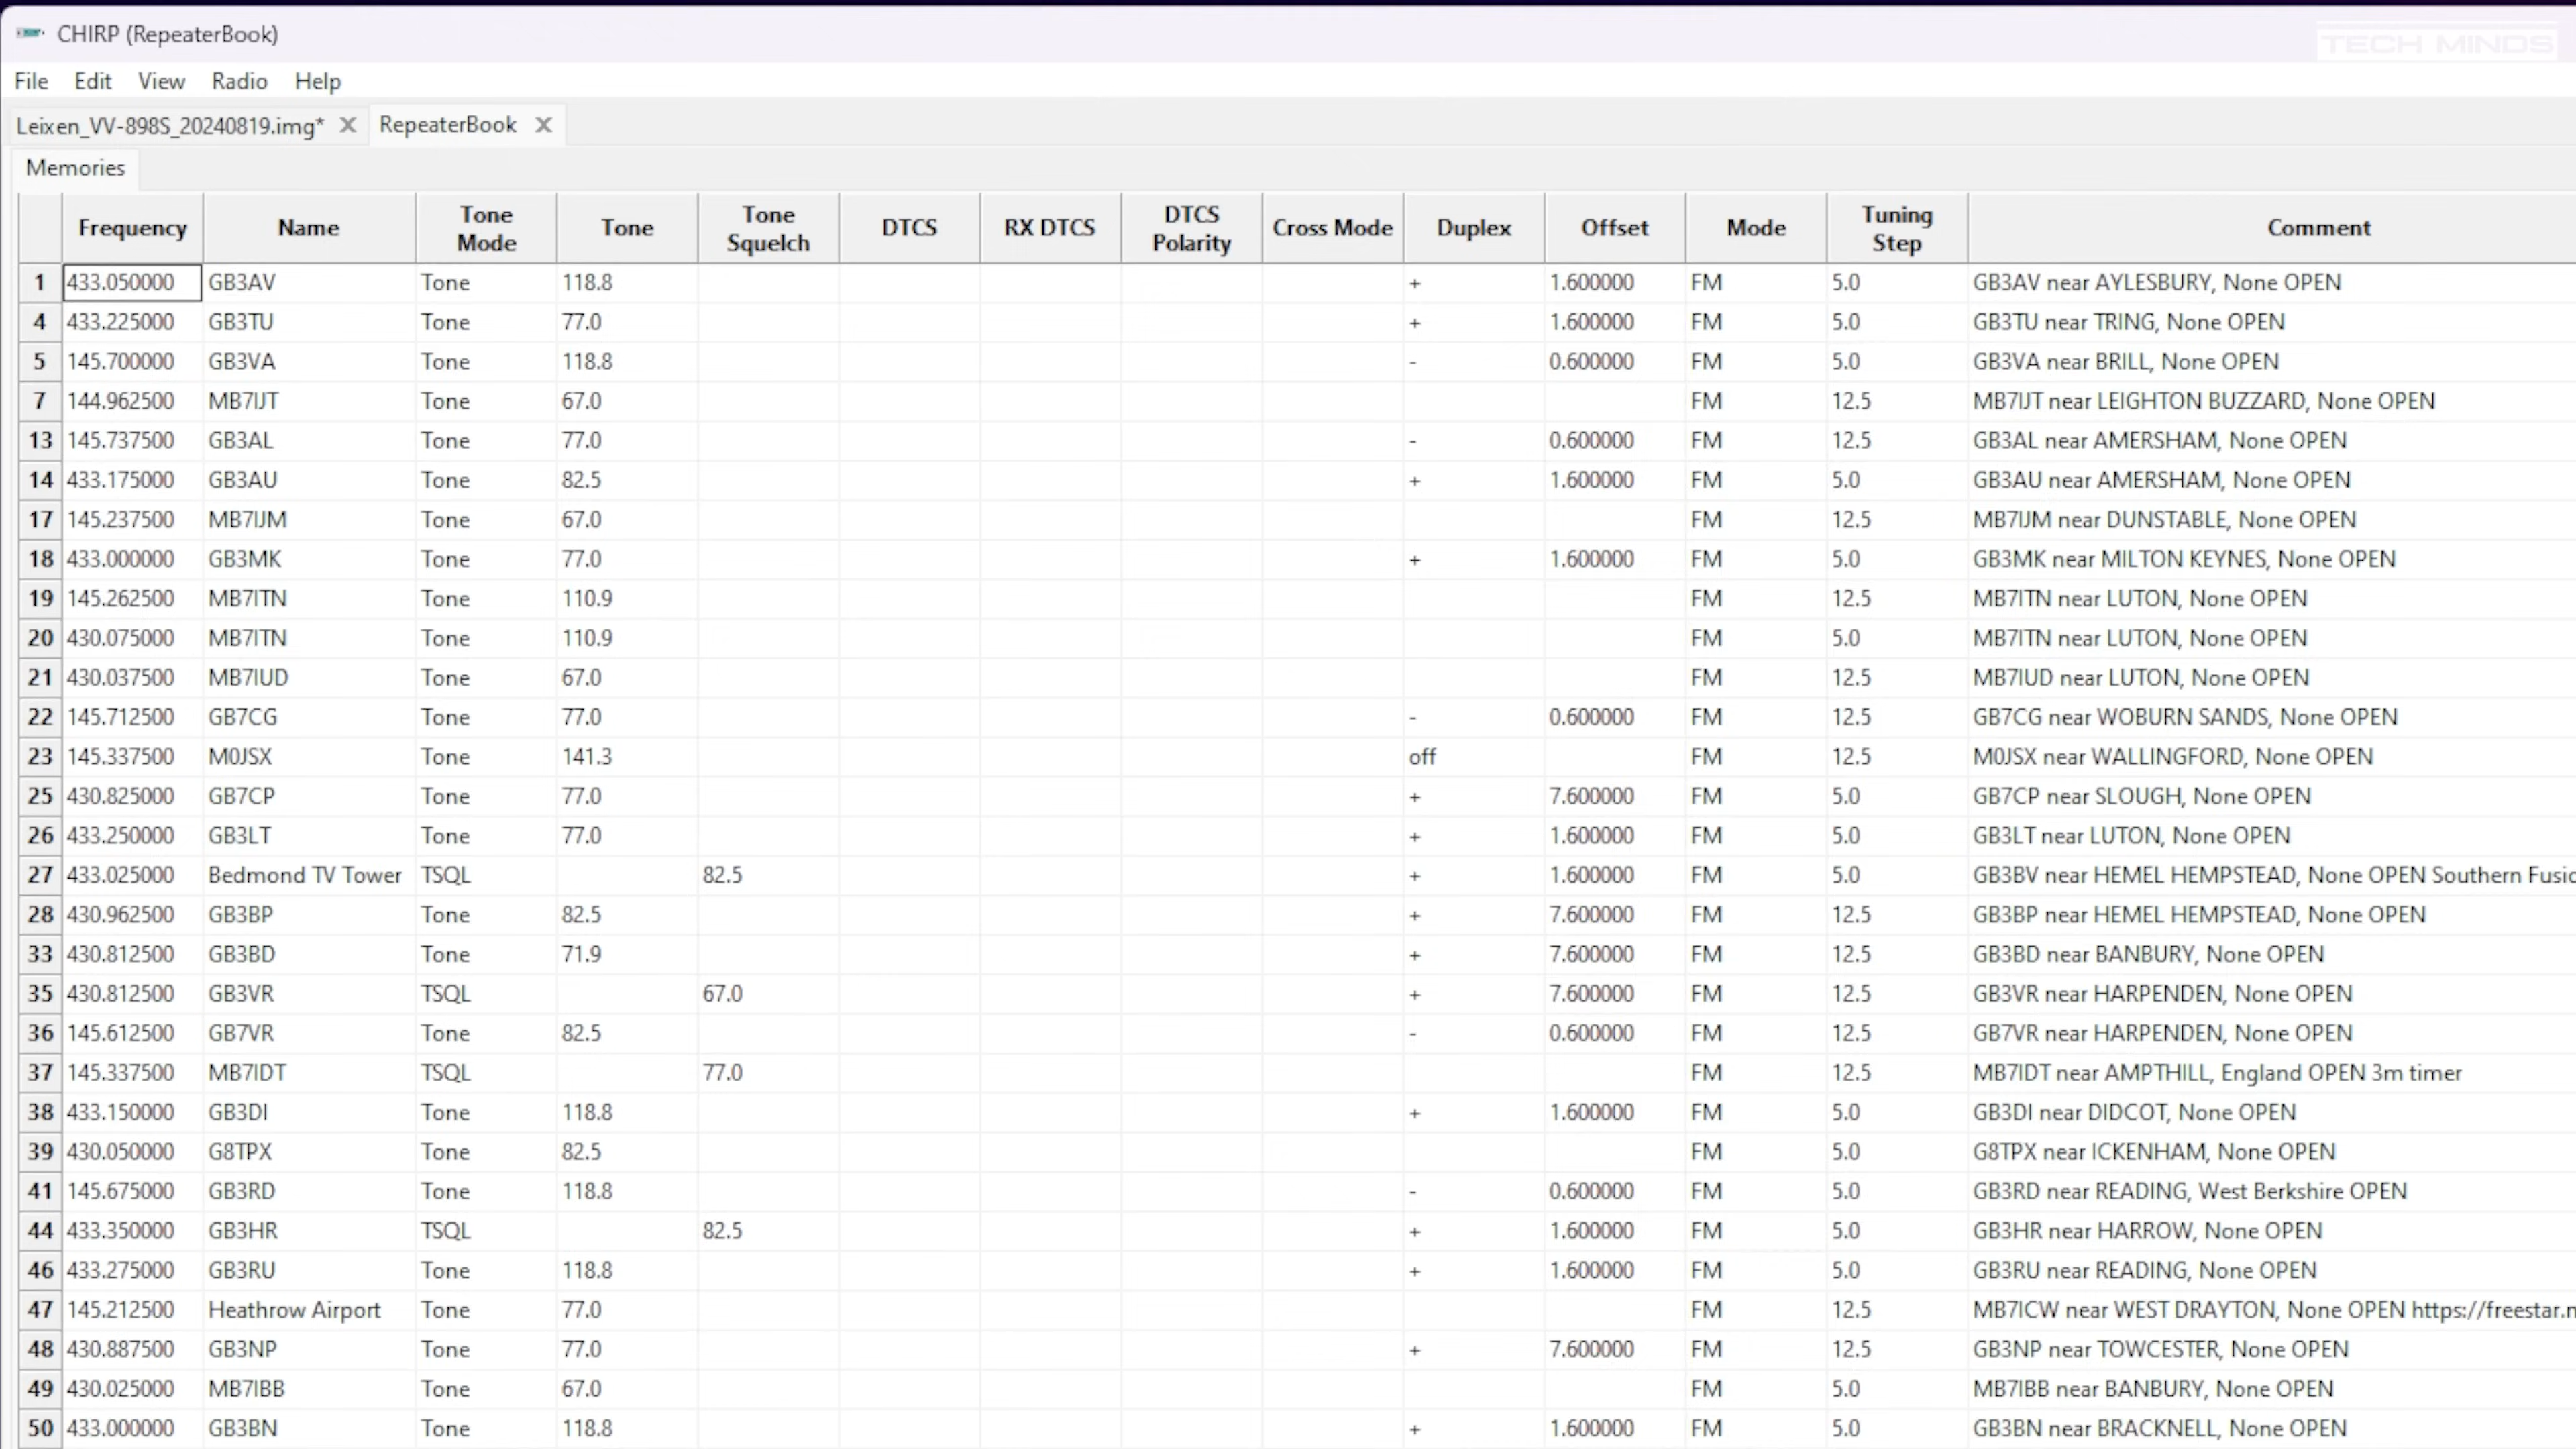 CHIRP (RepeaterBook)
TECH MINDS
File Edit View Radio Help
Leixen_VV-898S_20240819.img* X RepeaterBook X
Memories
Frequency Name Tone Mode Tone Tone Squelch DTCS RX DTCS DTCS Polarity Cross Mode Duplex Offset Mode Tuning Step Comment
1 433.050000 GB3AV Tone 118.8 + 1.600000 FM 5.0 GB3AV near AYLESBURY, None OPEN
4 433.225000 GB3TU Tone 77.0 + 1.600000 FM 5.0 GB3TU near TRING, None OPEN
5 145.700000 GB3VA Tone 118.8 - 0.600000 FM 5.0 GB3VA near BRILL, None OPEN
7 144.962500 MB7IJT Tone 67.0 FM 12.5 MB7IJT near LEIGHTON BUZZARD, None OPEN
13 145.737500 GB3AL Tone 77.0 - 0.600000 FM 12.5 GB3AL near AMERSHAM, None OPEN
14 433.175000 GB3AU Tone 82.5 + 1.600000 FM 5.0 GB3AU near AMERSHAM, None OPEN
17 145.237500 MB7IJM Tone 67.0 FM 12.5 MB7IJM near DUNSTABLE, None OPEN
18 433.000000 GB3MK Tone 77.0 + 1.600000 FM 5.0 GB3MK near MILTON KEYNES, None OPEN
19 145.262500 MB7ITN Tone 110.9 FM 12.5 MB7ITN near LUTON, None OPEN
20 430.075000 MB7ITN Tone 110.9 FM 5.0 MB7ITN near LUTON, None OPEN
21 430.037500 MB7IUD Tone 67.0 FM 12.5 MB7IUD near LUTON, None OPEN
22 145.712500 GB7CG Tone 77.0 - 0.600000 FM 12.5 GB7CG near WOBURN SANDS, None OPEN
23 145.337500 M0JSX Tone 141.3 off FM 12.5 M0JSX near WALLINGFORD, None OPEN
25 430.825000 GB7CP Tone 77.0 + 7.600000 FM 5.0 GB7CP near SLOUGH, None OPEN
26 433.250000 GB3LT Tone 77.0 + 1.600000 FM 5.0 GB3LT near LUTON, None OPEN
27 433.025000 Bedmond TV Tower TSQL 82.5 + 1.600000 FM 5.0 GB3BV near HEMEL HEMPSTEAD, None OPEN Southern Fusic
28 430.962500 GB3BP Tone 82.5 + 7.600000 FM 12.5 GB3BP near HEMEL HEMPSTEAD, None OPEN
33 430.812500 GB3BD Tone 71.9 + 7.600000 FM 12.5 GB3BD near BANBURY, None OPEN
35 430.812500 GB3VR TSQL 67.0 + 7.600000 FM 12.5 GB3VR near HARPENDEN, None OPEN
36 145.612500 GB7VR Tone 82.5 - 0.600000 FM 12.5 GB7VR near HARPENDEN, None OPEN
37 145.337500 MB7IDT TSQL 77.0 FM 12.5 MB7IDT near AMPTHILL, England OPEN 3m timer
38 433.150000 GB3DI Tone 118.8 + 1.600000 FM 5.0 GB3DI near DIDCOT, None OPEN
39 430.050000 G8TPX Tone 82.5 FM 5.0 G8TPX near ICKENHAM, None OPEN
41 145.675000 GB3RD Tone 118.8 - 0.600000 FM 5.0 GB3RD near READING, West Berkshire OPEN
44 433.350000 GB3HR TSQL 82.5 + 1.600000 FM 5.0 GB3HR near HARROW, None OPEN
46 433.275000 GB3RU Tone 118.8 + 1.600000 FM 5.0 GB3RU near READING, None OPEN
47 145.212500 Heathrow Airport Tone 77.0 FM 12.5 MB7ICW near WEST DRAYTON, None OPEN https://freestar.n
48 430.887500 GB3NP Tone 77.0 + 7.600000 FM 12.5 GB3NP near TOWCESTER, None OPEN
49 430.025000 MB7IBB Tone 67.0 FM 5.0 MB7IBB near BANBURY, None OPEN
50 433.000000 GB3BN Tone 118.8 + 1.600000 FM 5.0 GB3BN near BRACKNELL, None OPEN